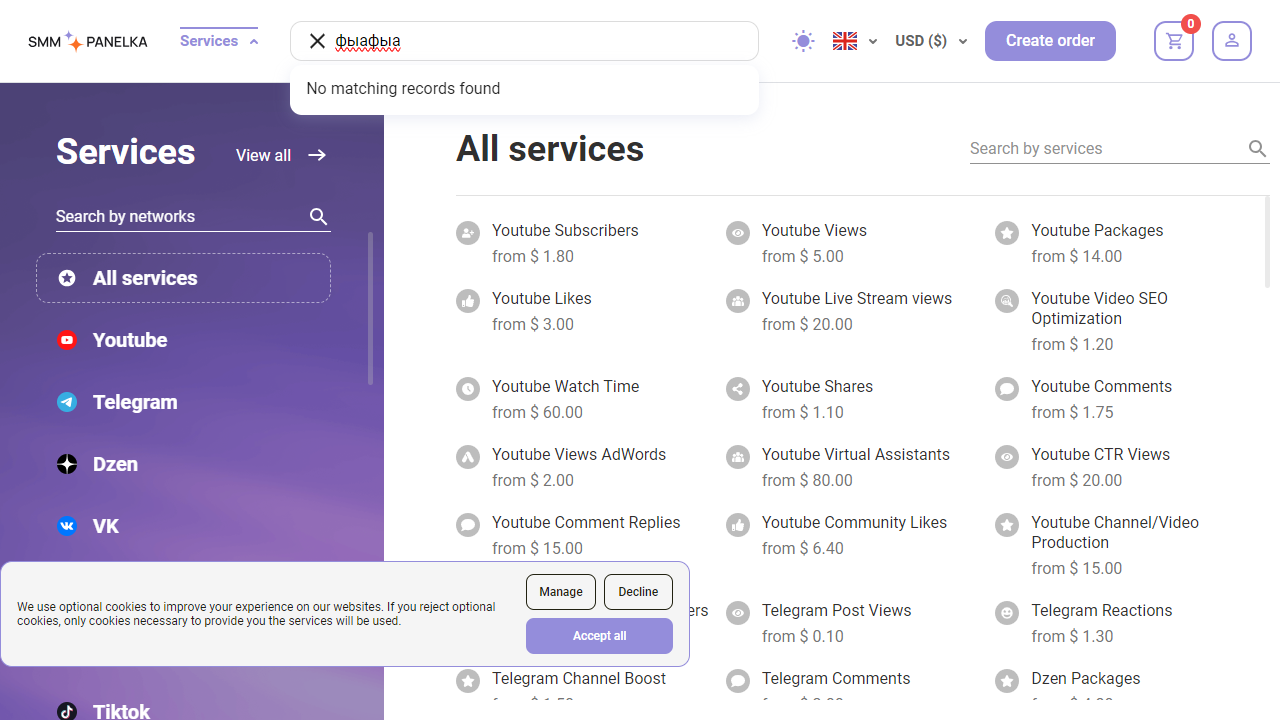 SMM PANELKA
Services
фыафыа
USD ($)
Create order
0
No matching records found
Services
View all
Search by networks
All services
Youtube
Telegram
Dzen
VK
Tiktok
All services
Search by services
Youtube Subscribers
from $ 1.80
Youtube Views
from $ 5.00
Youtube Packages
from $ 14.00
Youtube Likes
from $ 3.00
Youtube Live Stream views
from $ 20.00
Youtube Video SEO
Optimization
from $ 1.20
Youtube Watch Time
from $ 60.00
Youtube Shares
from $ 1.10
Youtube Comments
from $ 1.75
Youtube Views AdWords
from $ 2.00
Youtube Virtual Assistants
from $ 80.00
Youtube CTR Views
from $ 20.00
Youtube Comment Replies
from $ 15.00
Youtube Community Likes
from $ 6.40
Youtube Channel/Video
Production
from $ 15.00
Telegram Post Views
from $ 0.10
Telegram Reactions
from $ 1.30
Telegram Channel Boost
Telegram Comments
Dzen Packages
We use optional cookies to improve your experience on our websites. If you reject optional
cookies, only cookies necessary to provide you the services will be used.
Manage
Decline
Accept all